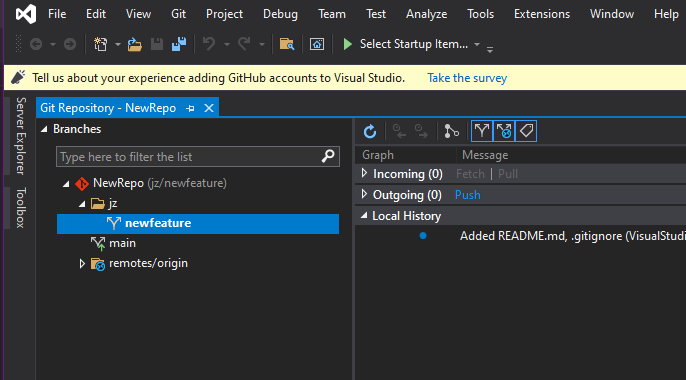 File Edit View Git Project Debug Test Analyze Tools Extensions Window Help
Select Startup Item...
Tell us about your experience adding GitHub accounts to Visual Studio. Take the survey
Server Explorer
Toolbox
Git Repository - NewRepo
Branches
Type here to filter the list
NewRepo (jz/newfeature)
jz
newfeature
main
remotes/origin
Graph Message
Incoming (0) Fetch | Pull
Outgoing (0) Push
Local History
Added README.md, .gitignore (VisualStudi